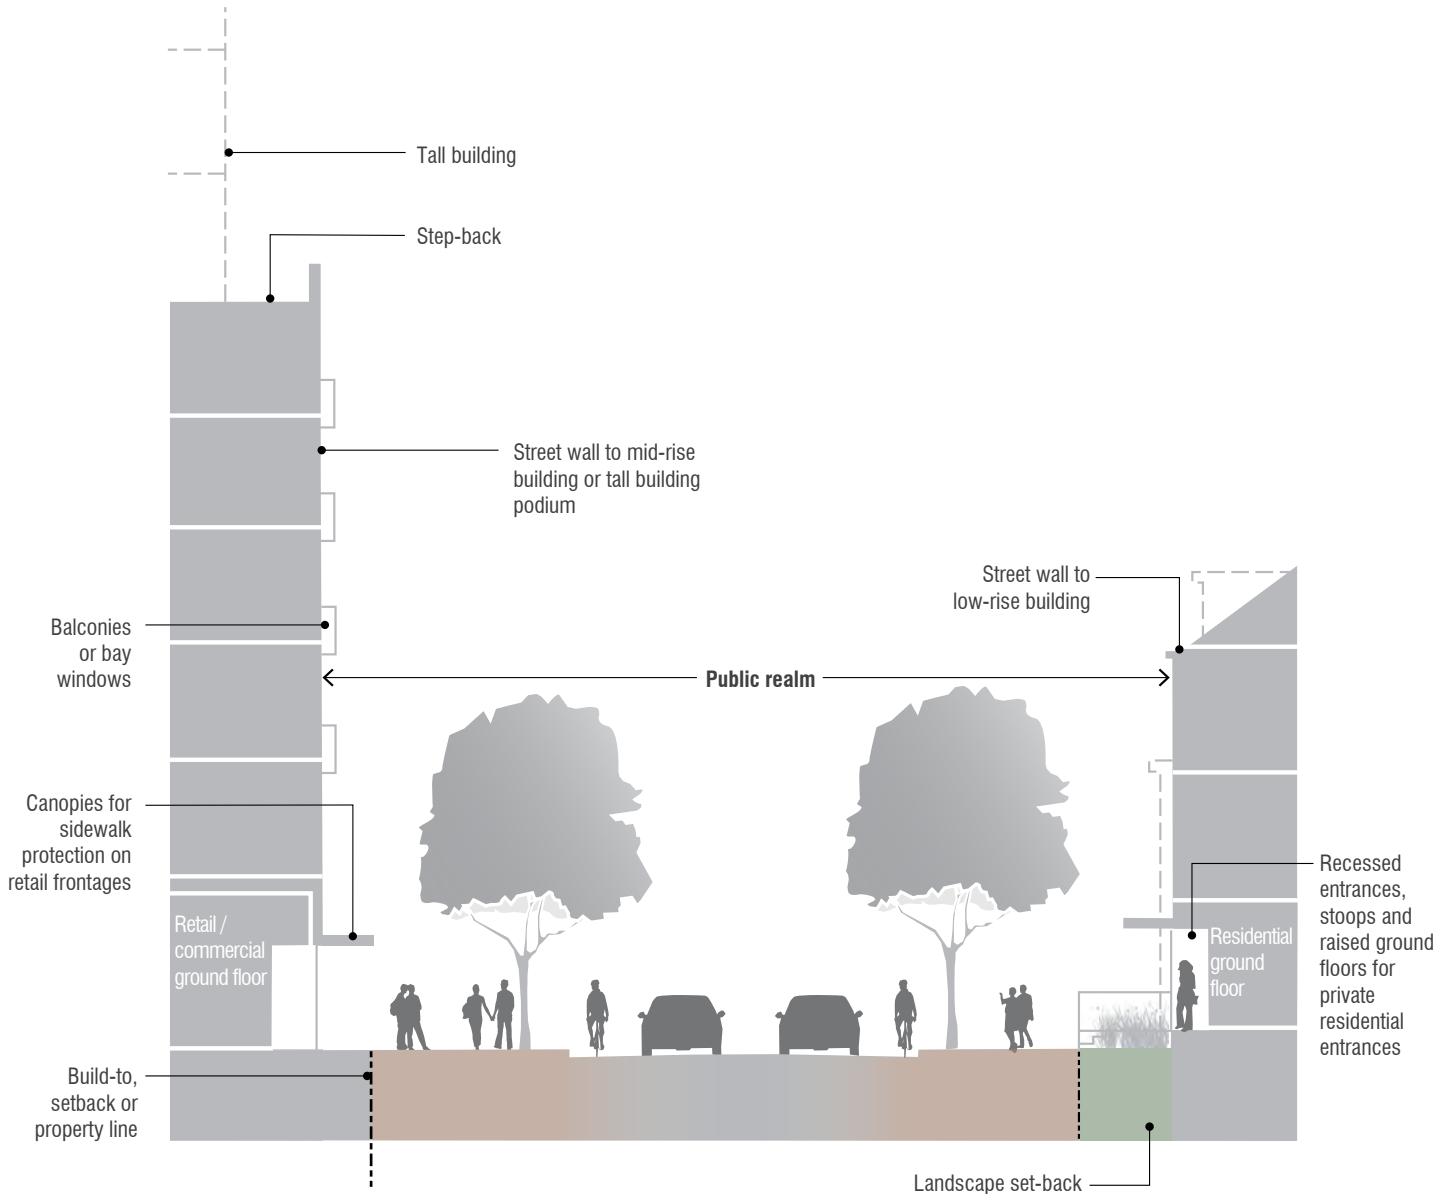 Tall building
Step-back
Street wall to mid-rise
building or tall building
podium
Street wall to
low-rise building
Balconies
or bay
windows
Public realm
Canopies for
sidewalk
protection on
retail frontages
Retail /
commercial
ground floor
Residential
ground
floor
Recessed
entrances,
stoops and
raised ground
floors for
private
residential
entrances
Build-to,
setback or
property line
Landscape set-back